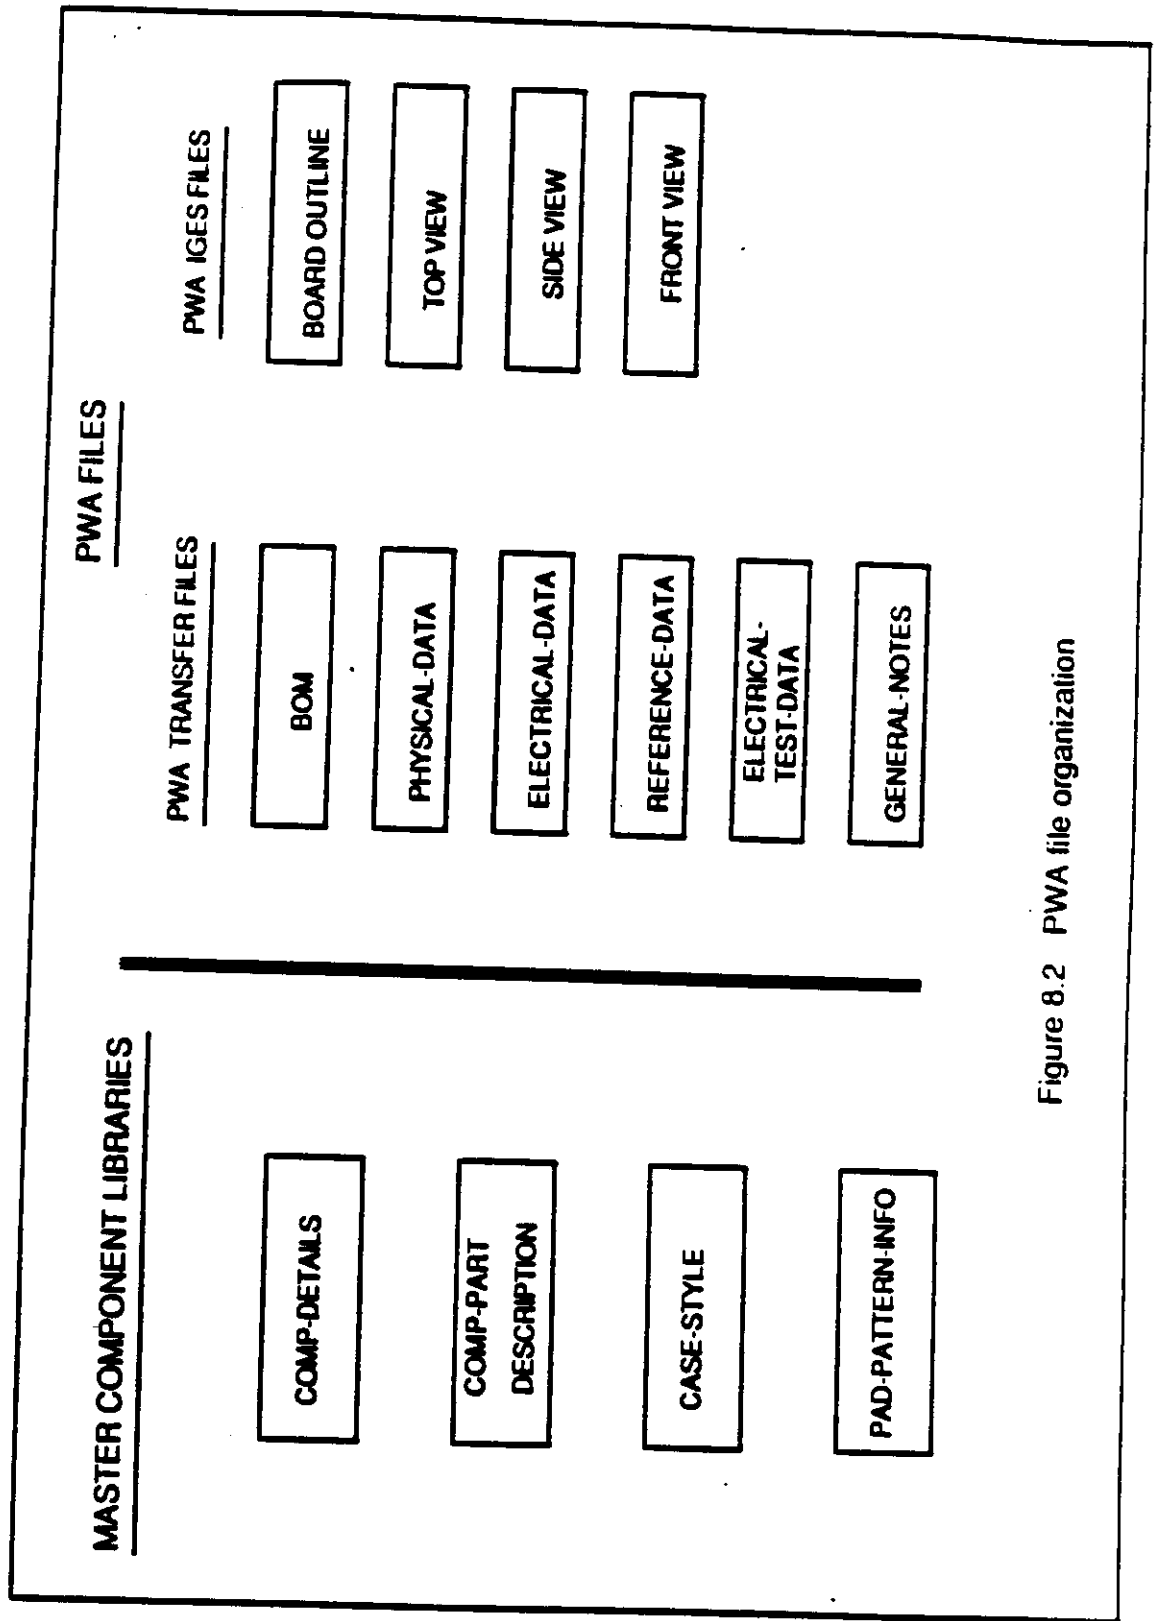 MASTER COMPONENT LIBRARIES
COMP-DETAILS
COMP-PART
DESCRIPTION
CASE-STYLE
PAD-PATTERN-INFO
PWA FILES
PWA TRANSFER FILES
BOM
PHYSICAL-DATA
ELECTRICAL-DATA
REFERENCE-DATA
ELECTRICAL-
TEST-DATA
GENERAL-NOTES
PWA IGES FILES
BOARD OUTLINE
TOP VIEW
SIDE VIEW
FRONT VIEW
Figure 8.2 PWA file organization